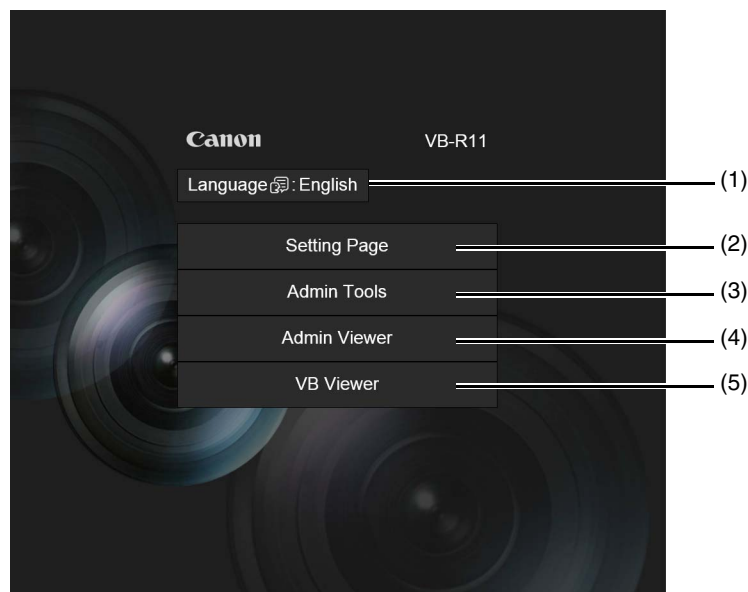 Canon VB-R11
Language : English (1)
Setting Page (2)
Admin Tools (3)
Admin Viewer (4)
VB Viewer (5)